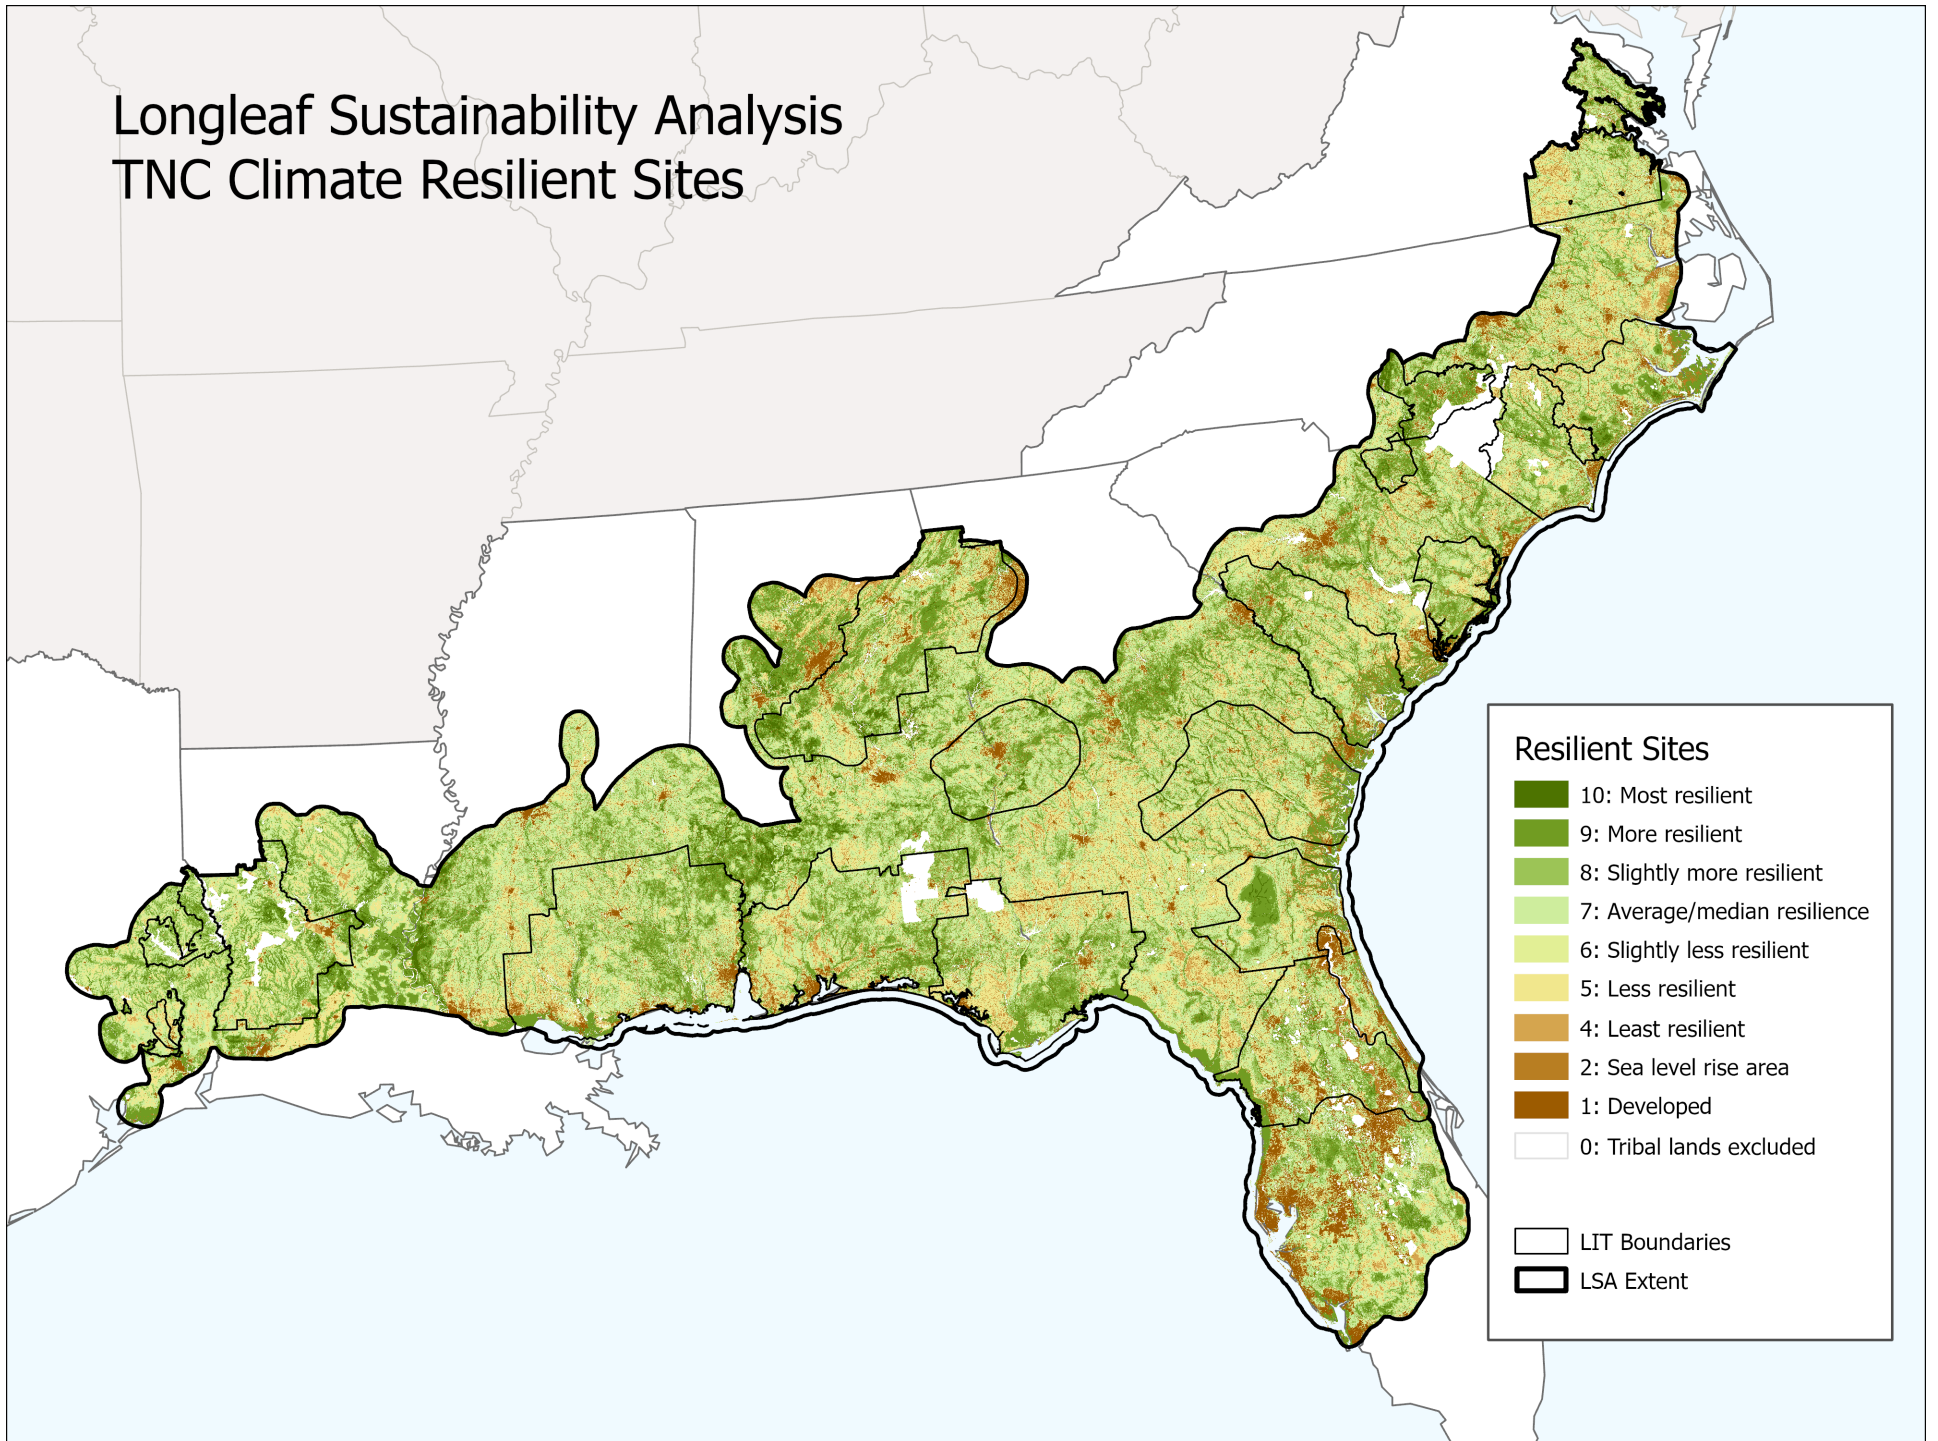 Longleaf Sustainability Analysis
TNC Climate Resilient Sites
Resilient Sites
10: Most resilient
9: More resilient
8: Slightly more resilient
7: Average/median resilience
6: Slightly less resilient
5: Less resilient
4: Least resilient
2: Sea level rise area
1: Developed
0: Tribal lands excluded
LIT Boundaries
LSA Extent